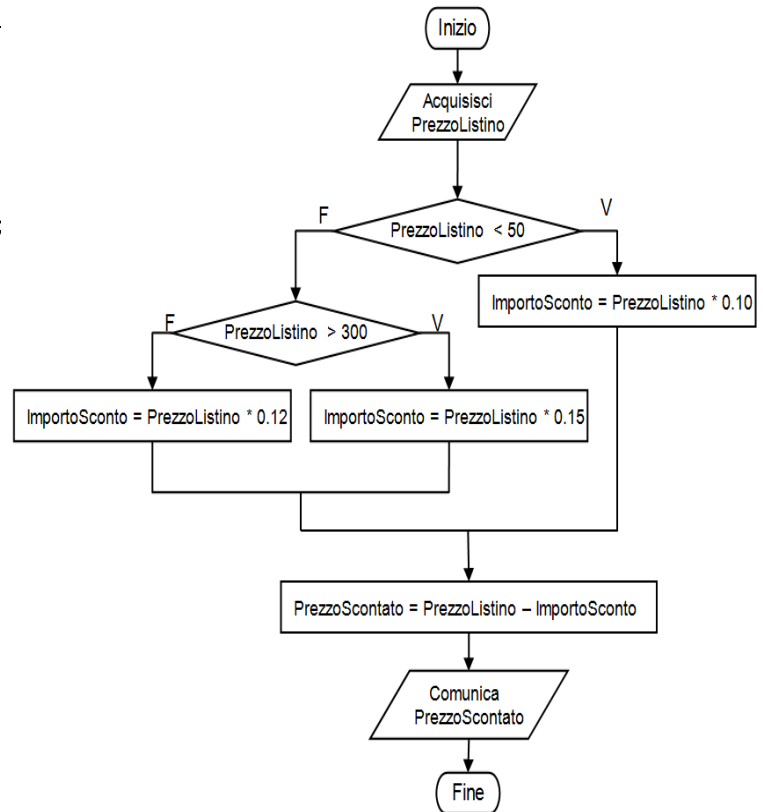 Inizio
Acquisisci
PrezzoListino
F
V
PrezzoListino < 50
ImportoSconto = PrezzoListino * 0.10
F
PrezzoListino > 300
V
ImportoSconto = PrezzoListino * 0.12
ImportoSconto = PrezzoListino * 0.15
PrezzoScontato = PrezzoListino – ImportoSconto
Comunica
PrezzoScontato
Fine